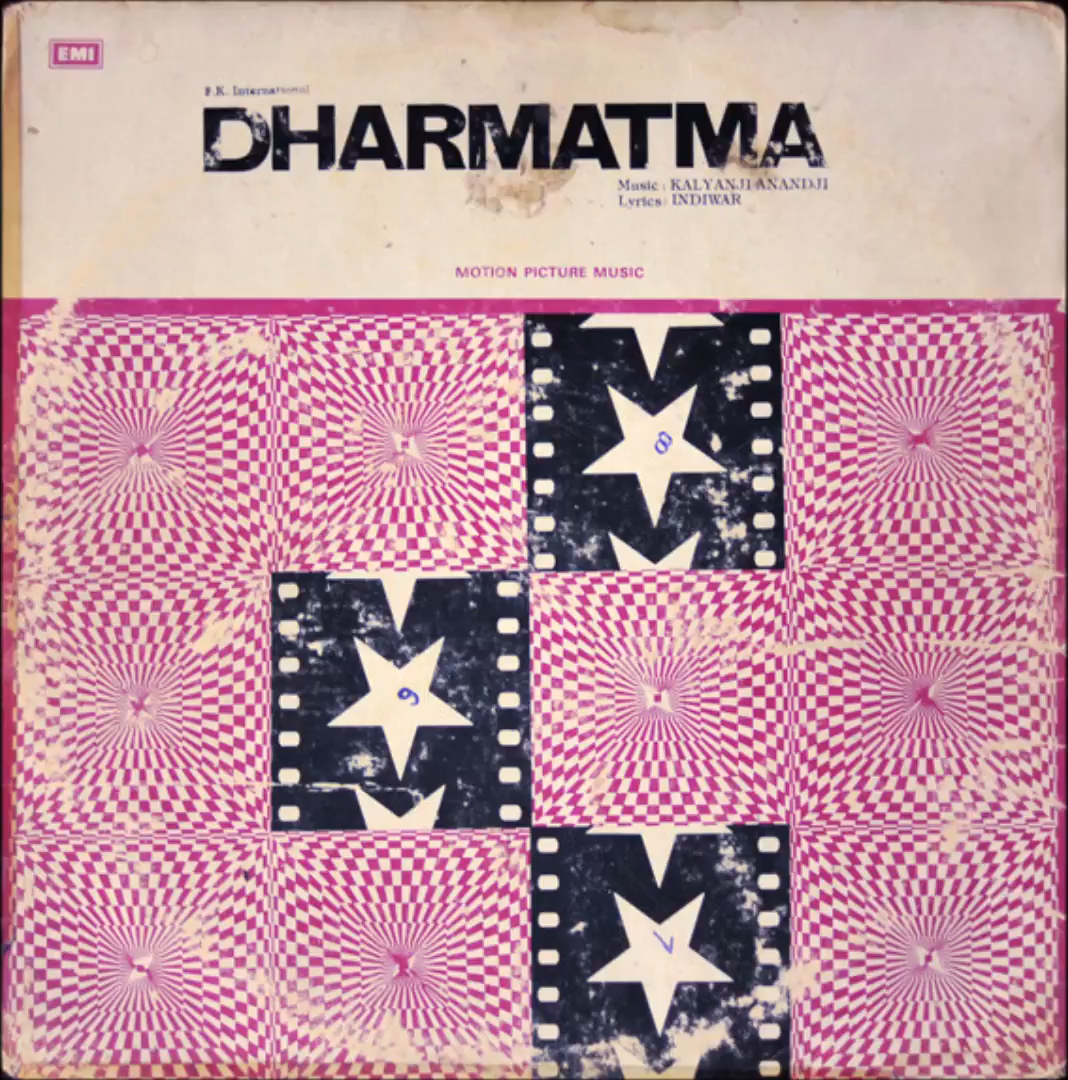 EMI
F.K. International
DHARMATMA
Music : KALYANJI ANANDJI
Lyrics : INDIWAR
MOTION PICTURE MUSIC
8
9
7